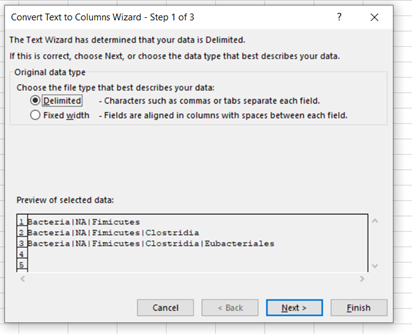 Convert Text to Columns Wizard - Step 1 of 3 ? ×
The Text Wizard has determined that your data is Delimited.
If this is correct, choose Next, or choose the data type that best describes your data.
Original data type
Choose the file type that best describes your data:
Delimited - Characters such as commas or tabs separate each field.
Fixed width - Fields are aligned in columns with spaces between each field.
Preview of selected data:
1 Bacteria|NA|Fimicutes
2 Bacteria|NA|Fimicutes|Clostridia
3 Bacteria|NA|Fimicutes|Clostridia|Eubacteriales
4
5
Cancel < Back Next > Finish